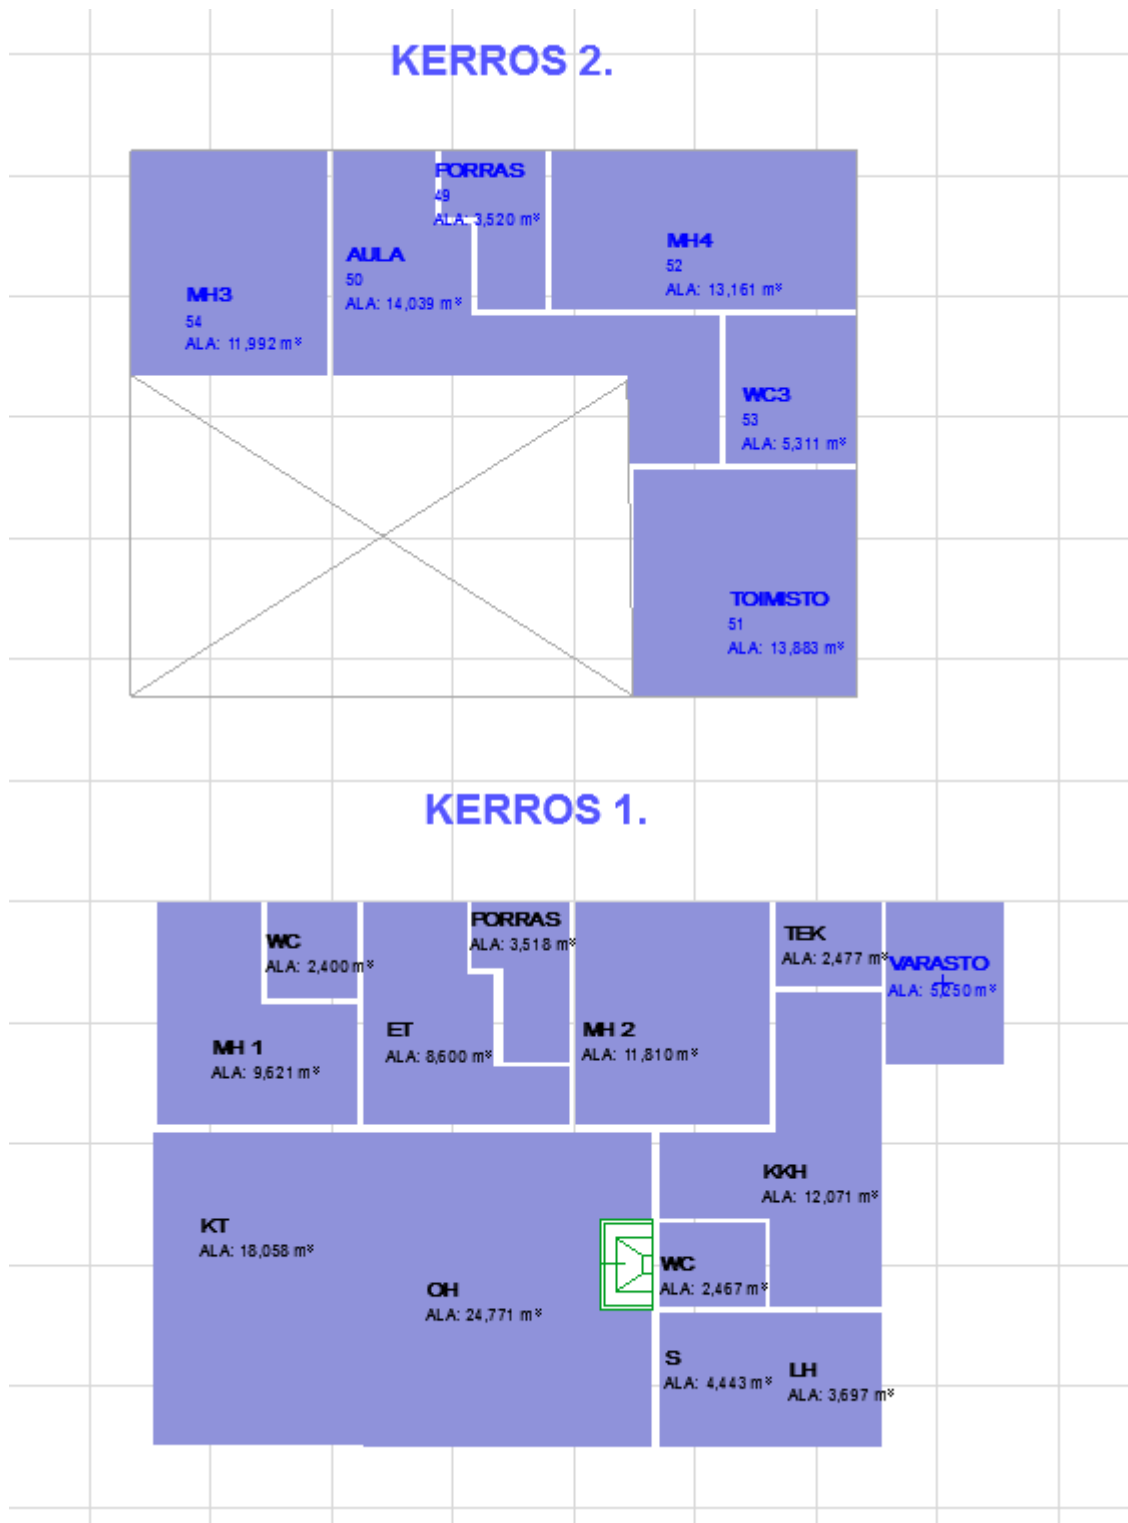 KERROS 2.
PORRAS
49
ALA: 3,520 m²
MH4
52
ALA: 13,161 m²
AULA
50
ALA: 14,039 m²
MH3
54
ALA: 11,992 m²
WC3
53
ALA: 5,311 m²
TOIMISTO
51
ALA: 13,883 m²
KERROS 1.
PORRAS
ALA: 3,518 m²
WC
ALA: 2,400 m²
TEK
ALA: 2,477 m²
VARASTO
ALA: 5,250 m²
ET
ALA: 8,600 m²
MH 2
ALA: 11,810 m²
MH 1
ALA: 9,621 m²
KKH
ALA: 12,071 m²
KT
ALA: 18,058 m²
WC
ALA: 2,467 m²
OH
ALA: 24,771 m²
S
ALA: 4,443 m²
LH
ALA: 3,697 m²